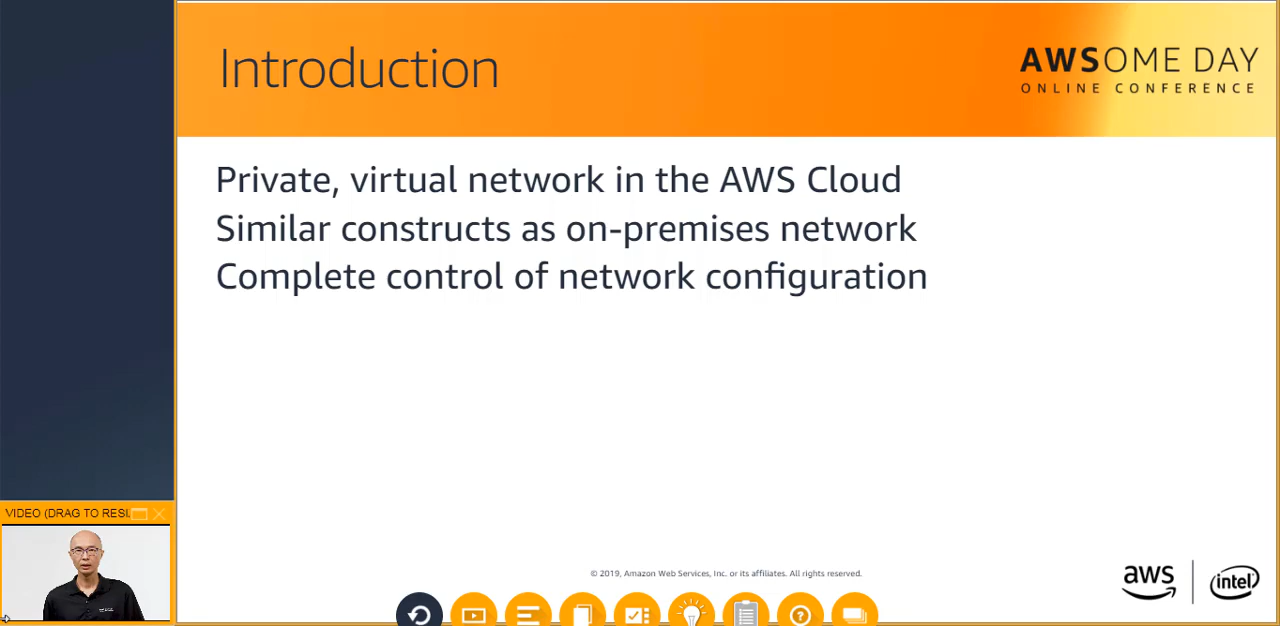 Introduction
AWSOME DAY
ONLINE CONFERENCE
Private, virtual network in the AWS Cloud
Similar constructs as on-premises network
Complete control of network configuration
VIDEO (DRAG TO RESI
© 2019, Amazon Web Services, Inc. or its affiliates. All rights reserved.
aws
intel